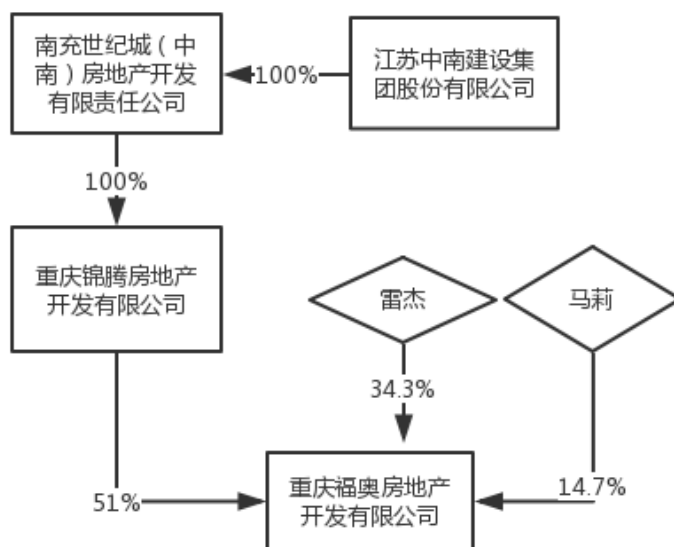 南充世纪城（中
南）房地产开发
有限责任公司
100%
江苏中南建设集
团股份有限公司
100%
重庆锦腾房地产
开发有限公司
雷杰
马莉
34.3%
51%
重庆福奥房地产
开发有限公司
14.7%